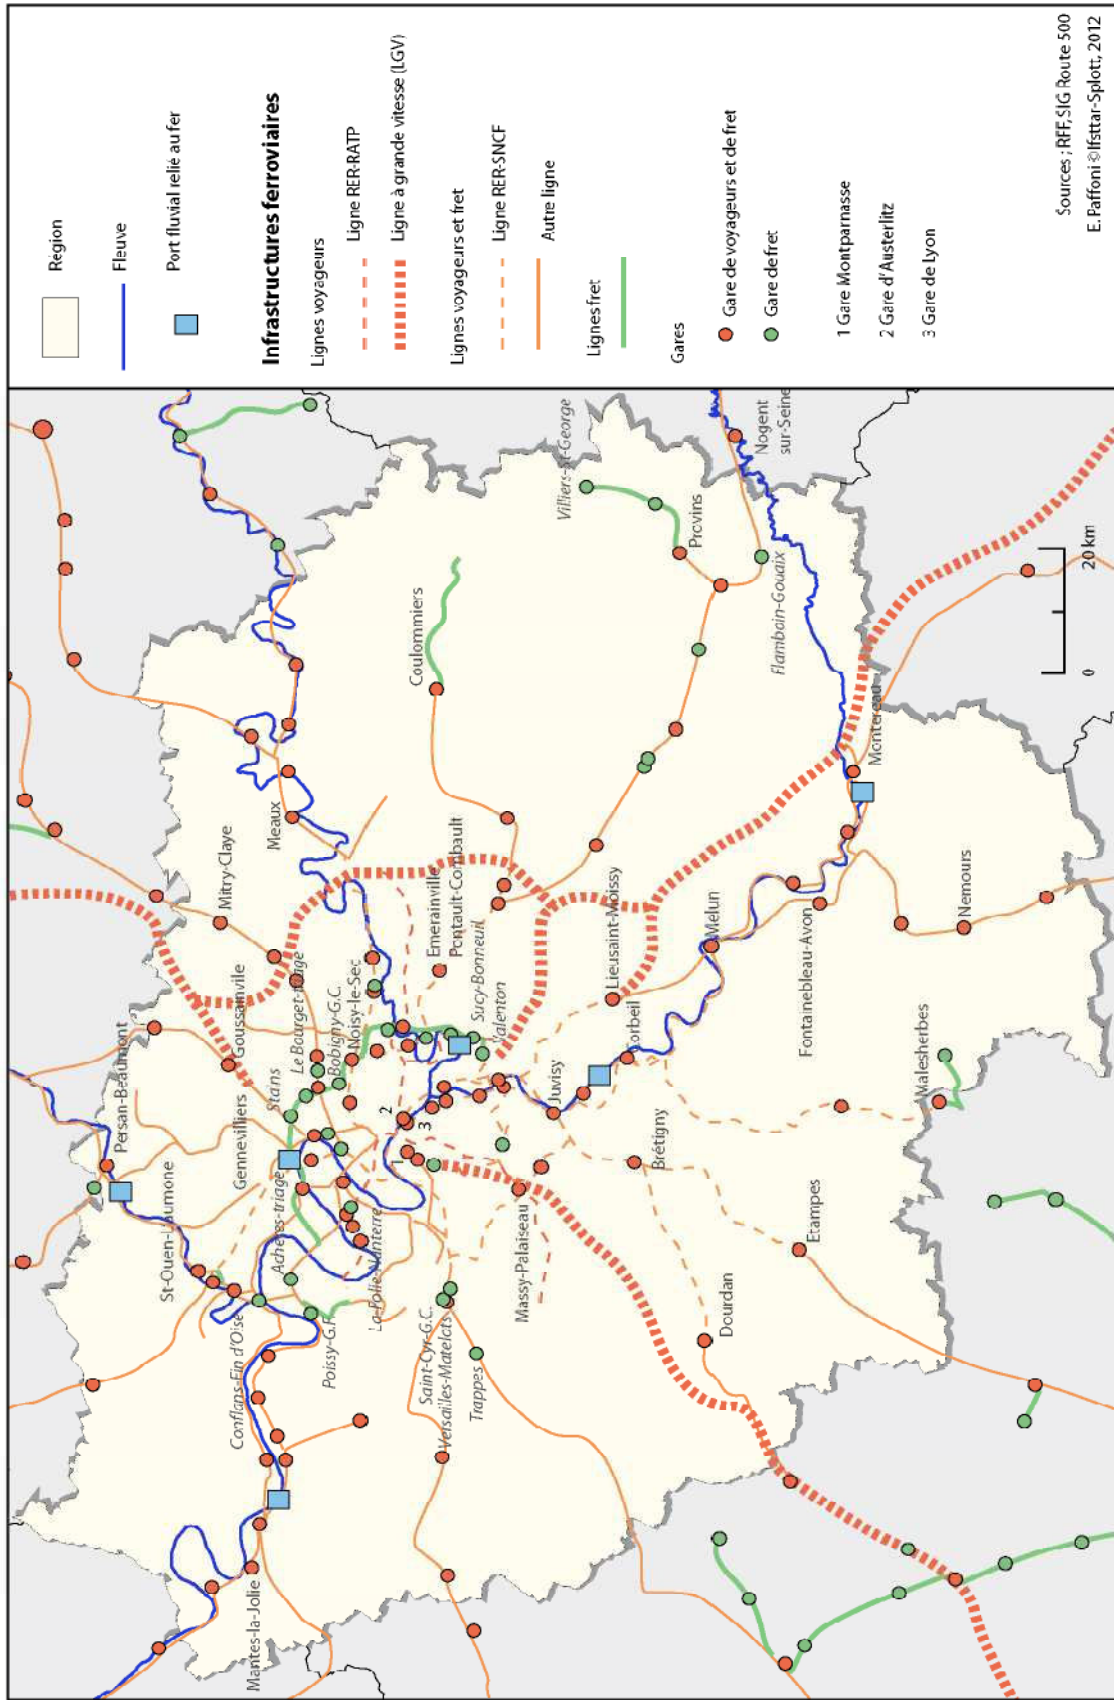 Persan-Beaumont
Goussainville
Mitry-Claye
Meaux
St-Ouen-L'aumone
Gennevilliers
Stains
Le Bourget-triage
Bobigny-G.C.
Noisy-le-Sec
Conflans-Fin d'Oise
Achères-triage
Poissy-G.P.
La-Folie-Nanterre
Mantes-la-Jolie
Emerainville
Pontault-Combault
Coulommiers
Villiers-St-George
Sucy-Bonneuil
Valenton
1
2
3
Saint-Cyr-G.C.
Versailles-Matelots
Trappes
Massy-Palaiseau
Juvisy
Corbeil
Lieusaint-Moissy
Melun
Provins
Nogent
sur-Seine
Flamboin-Gouaix
Brétigny
Dourdan
Etampes
Fontainebleau-Avon
Montereau
Malesherbes
Nemours
0
20 km
Region
Fleuve
Port fluvial relié au fer
Infrastructures ferroviaires
Lignes voyageurs
Ligne RER-RATP
Ligne à grande vitesse (LGV)
Lignes voyageurs et fret
Ligne RER-SNCF
Autre ligne
Lignes fret
Gares
Gare de voyageurs et de fret
Gare de fret
1 Gare Montparnasse
2 Gare d'Austerlitz
3 Gare de Lyon
Sources ; RFF, SIG Route 500
E. Paffoni ©Ifsttar-Splott, 2012